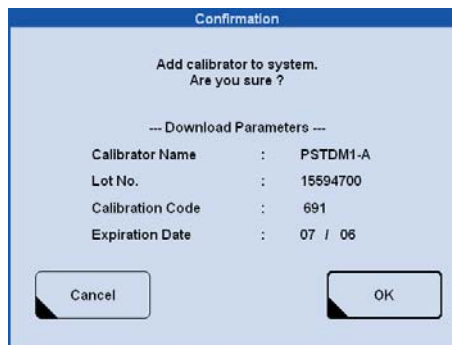 Confirmation
Add calibrator to system.
Are you sure ?
--- Download Parameters ---
Calibrator Name : PSTDM1-A
Lot No. : 15594700
Calibration Code : 691
Expiration Date : 07 / 06
Cancel OK